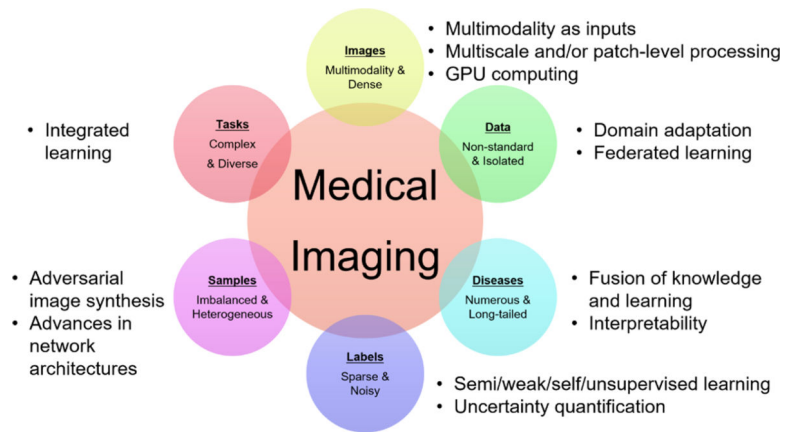 Images
Multimodality &
Dense
• Multimodality as inputs
• Multiscale and/or patch-level processing
• GPU computing
Tasks
Complex
& Diverse
• Integrated
learning
Data
Non-standard
& Isolated
• Domain adaptation
• Federated learning
Medical
Imaging
Samples
Imbalanced &
Heterogeneous
• Adversarial
image synthesis
• Advances in
network
architectures
Diseases
Numerous &
Long-tailed
• Fusion of knowledge
and learning
• Interpretability
Labels
Sparse &
Noisy
• Semi/weak/self/unsupervised learning
• Uncertainty quantification